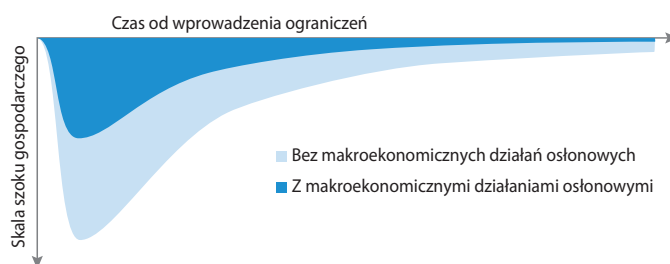 Czas od wprowadzenia ograniczeń
Skala szoku gospodarczego
Bez makroekonomicznych działań osłonowych
Z makroekonomicznymi działaniami osłonowymi